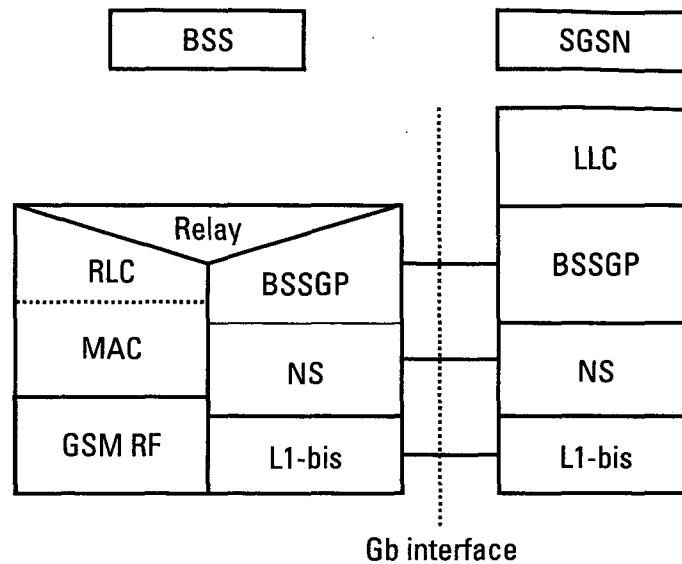 BSS
SGSN
LLC
Relay
RLC
BSSGP
BSSGP
MAC
NS
NS
GSM RF
L1-bis
L1-bis
Gb interface